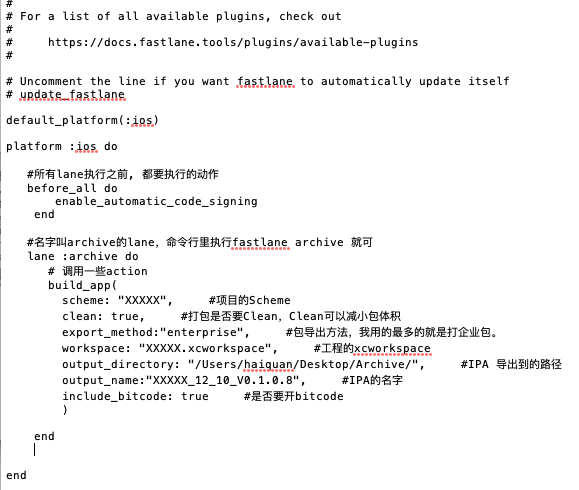 #
# For a list of all available plugins, check out
#
#     https://docs.fastlane.tools/plugins/available-plugins
#
# Uncomment the line if you want fastlane to automatically update itself
# update_fastlane
default_platform(:ios)
platform :ios do
#所有lane执行之前, 都要执行的动作
before_all do
enable_automatic_code_signing
end
#名字叫archive的lane, 命令行里执行fastlane archive 就可
lane :archive do
# 调用一些action
build_app(
scheme: "XXXXX",     #项目的Scheme
clean: true,     #打包是否要Clean, Clean可以减小包体积
export_method:"enterprise",     #包导出方法, 我用的最多的就是打企业包。
workspace: "XXXXX.xcworkspace",     #工程的xcworkspace
output_directory: "/Users/haiquan/Desktop/Archive/",     #IPA 导出到的路径
output_name:"XXXXX_12_10_V0.1.0.8",     #IPA的名字
include_bitcode: true     #是否要开bitcode
)
end
end